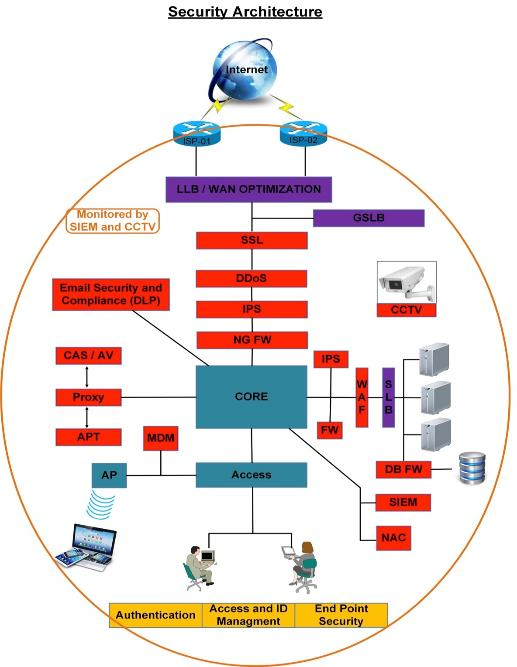 Security Architecture
Internet
ISP-01
ISP-02
LLB / WAN OPTIMIZATION
Monitored by
SIEM and CCTV
GSLB
SSL
DDoS
Email Security and
Compliance (DLP)
CCTV
IPS
NG FW
CAS / AV
IPS
Proxy
CORE
WAF
SLB
APT
MDM
FW
AP
Access
DB FW
SIEM
NAC
Authentication
Access and ID
Managment
End Point
Security